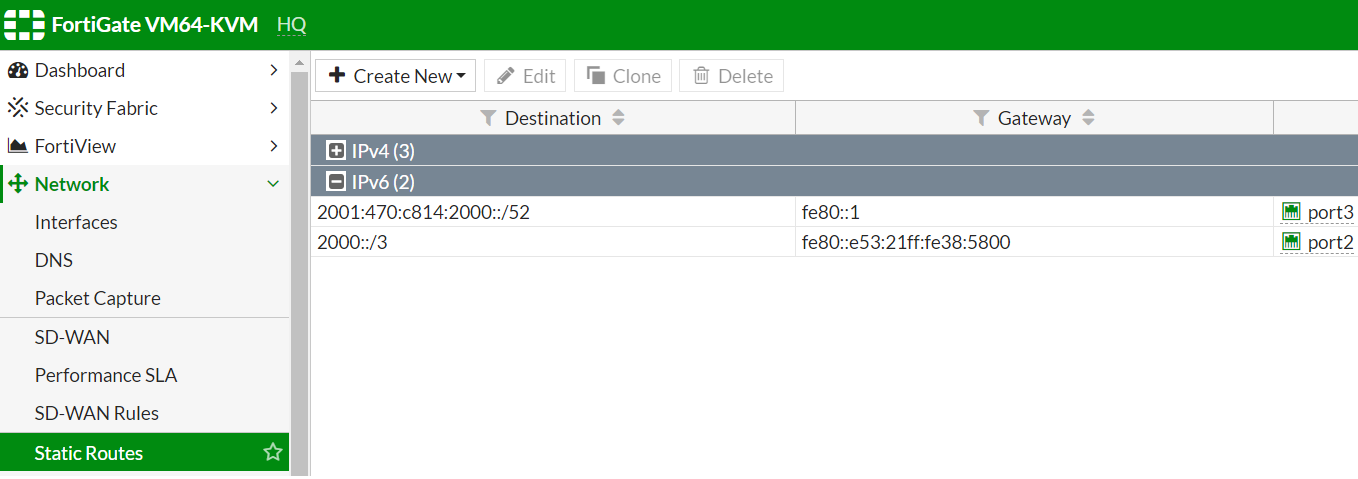 FortiGate VM64-KVM HQ
Dashboard
Security Fabric
FortiView
Network
Interfaces
DNS
Packet Capture
SD-WAN
Performance SLA
SD-WAN Rules
Static Routes
Create New Edit Clone Delete
Destination Gateway
IPv4 (3)
IPv6 (2)
2001:470:c814:2000::/52 fe80::1 port3
2000::/3 fe80::e53:21ff:fe38:5800 port2